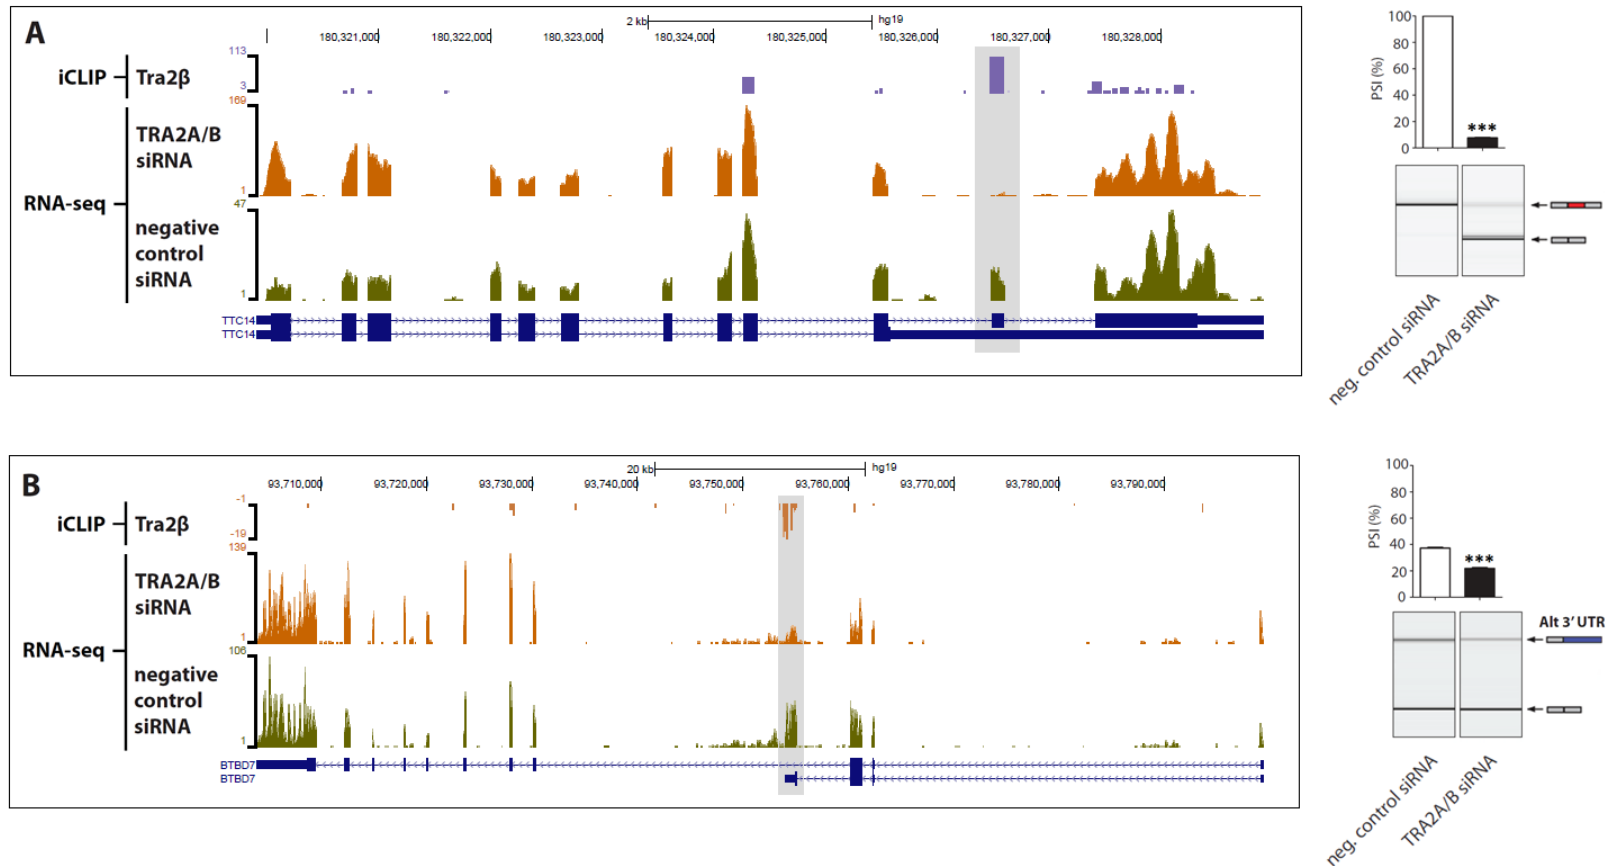 A
2 kb
hg19
180,321,000
180,322,000
180,323,000
180,324,000
180,325,000
180,326,000
180,327,000
180,328,000
iCLIP
Tra2β
113
3
RNA-seq
TRA2A/B
siRNA
169
1
negative
control
siRNA
47
1
TTC14
TTC14
PSI (%)
100
80
60
40
20
0
***
neg. control siRNA
TRA2A/B siRNA
B
20 kb
hg19
93,710,000
93,720,000
93,730,000
93,740,000
93,750,000
93,760,000
93,770,000
93,780,000
93,790,000
iCLIP
Tra2β
-1
-19
RNA-seq
TRA2A/B
siRNA
139
1
negative
control
siRNA
106
1
BTBD7
BTBD7
PSI (%)
100
80
60
40
20
0
***
Alt 3' UTR
neg. control siRNA
TRA2A/B siRNA